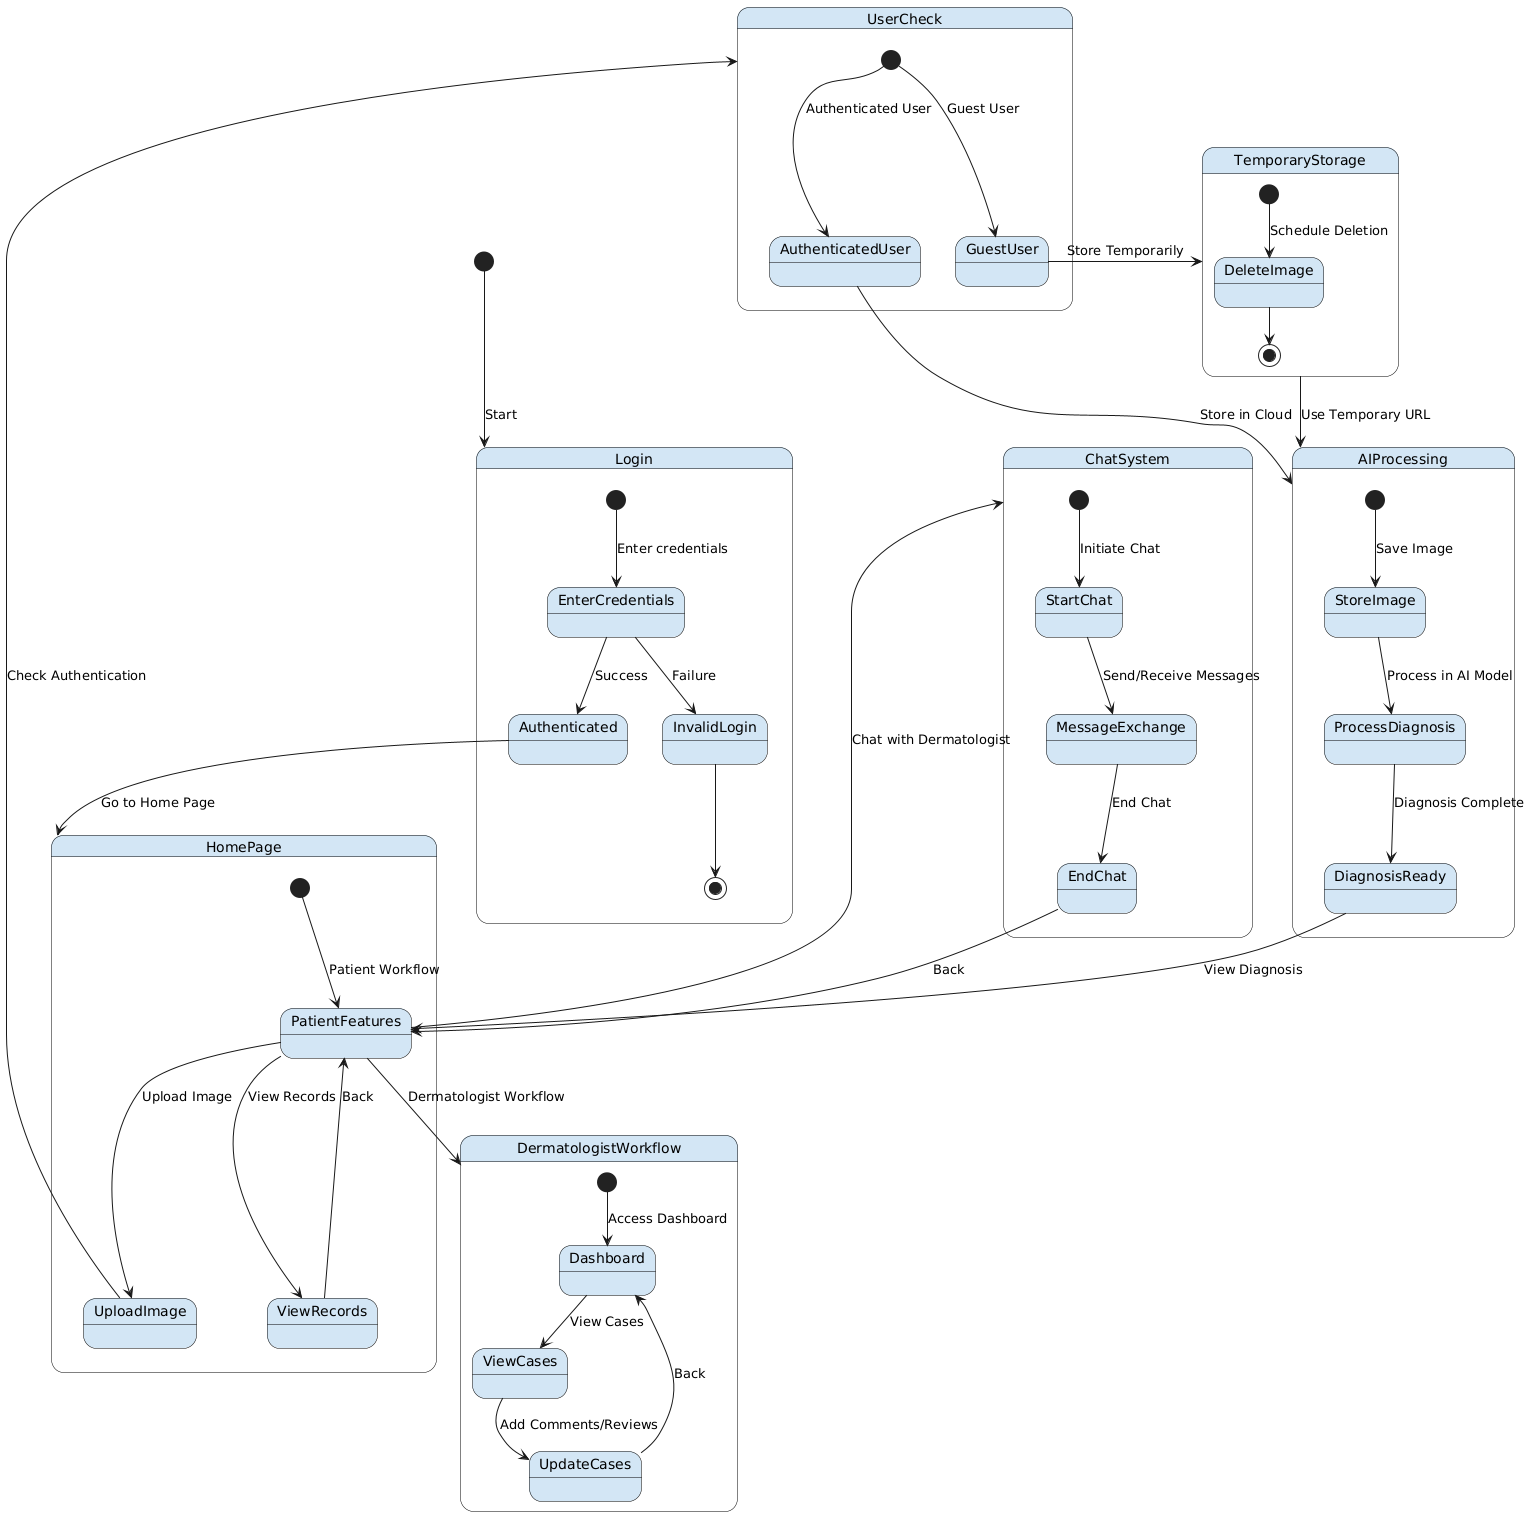 UserCheck
Authenticated User
Guest User
AuthenticatedUser
GuestUser
Store Temporarily
TemporaryStorage
Schedule Deletion
DeleteImage
Start
Store in Cloud
Use Temporary URL
Login
Enter credentials
EnterCredentials
Success
Failure
Authenticated
InvalidLogin
ChatSystem
Initiate Chat
StartChat
Send/Receive Messages
MessageExchange
End Chat
EndChat
AIProcessing
Save Image
StoreImage
Process in AI Model
ProcessDiagnosis
Diagnosis Complete
DiagnosisReady
Check Authentication
Chat with Dermatologist
Go to Home Page
HomePage
Patient Workflow
Back
View Diagnosis
PatientFeatures
Upload Image
View Records
Back
Dermatologist Workflow
UploadImage
ViewRecords
DermatologistWorkflow
Access Dashboard
Dashboard
View Cases
ViewCases
Back
Add Comments/Reviews
UpdateCases